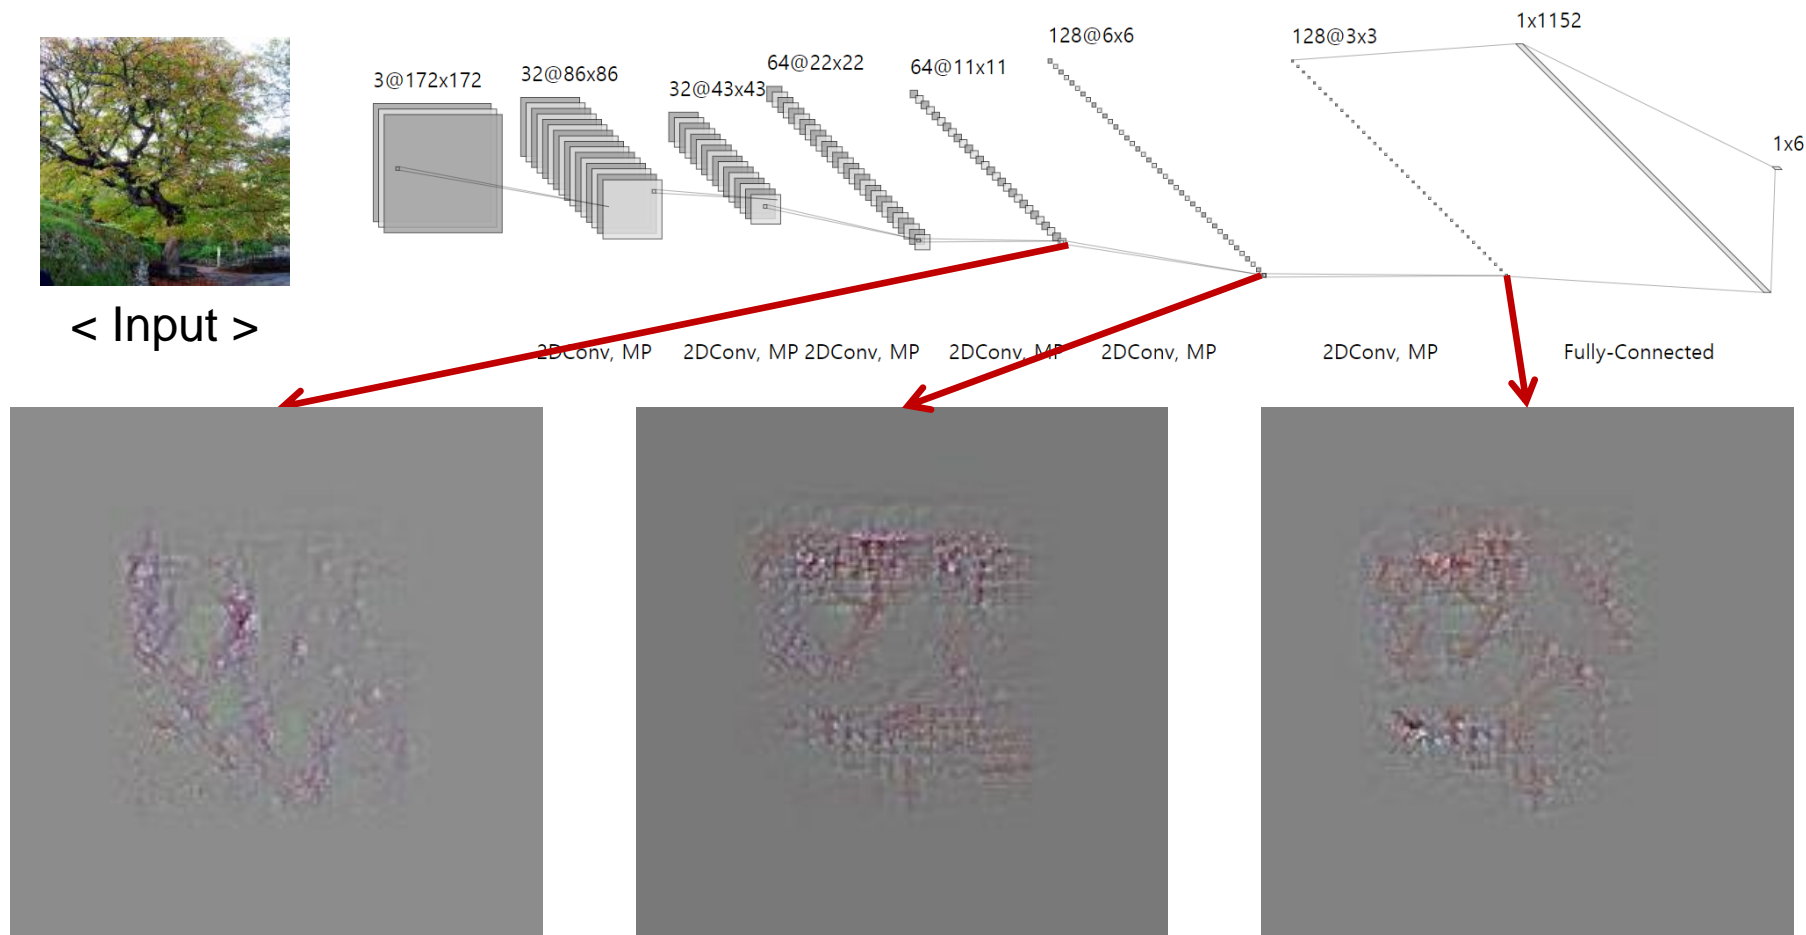 3@172x172
32@86x86
32@43x43
64@22x22
64@11x11
128@6x6
128@3x3
1x1152
1x6
< Input >
2DConv, MP
2DConv, MP
2DConv, MP
2DConv, MP
2DConv, MP
2DConv, MP
Fully-Connected